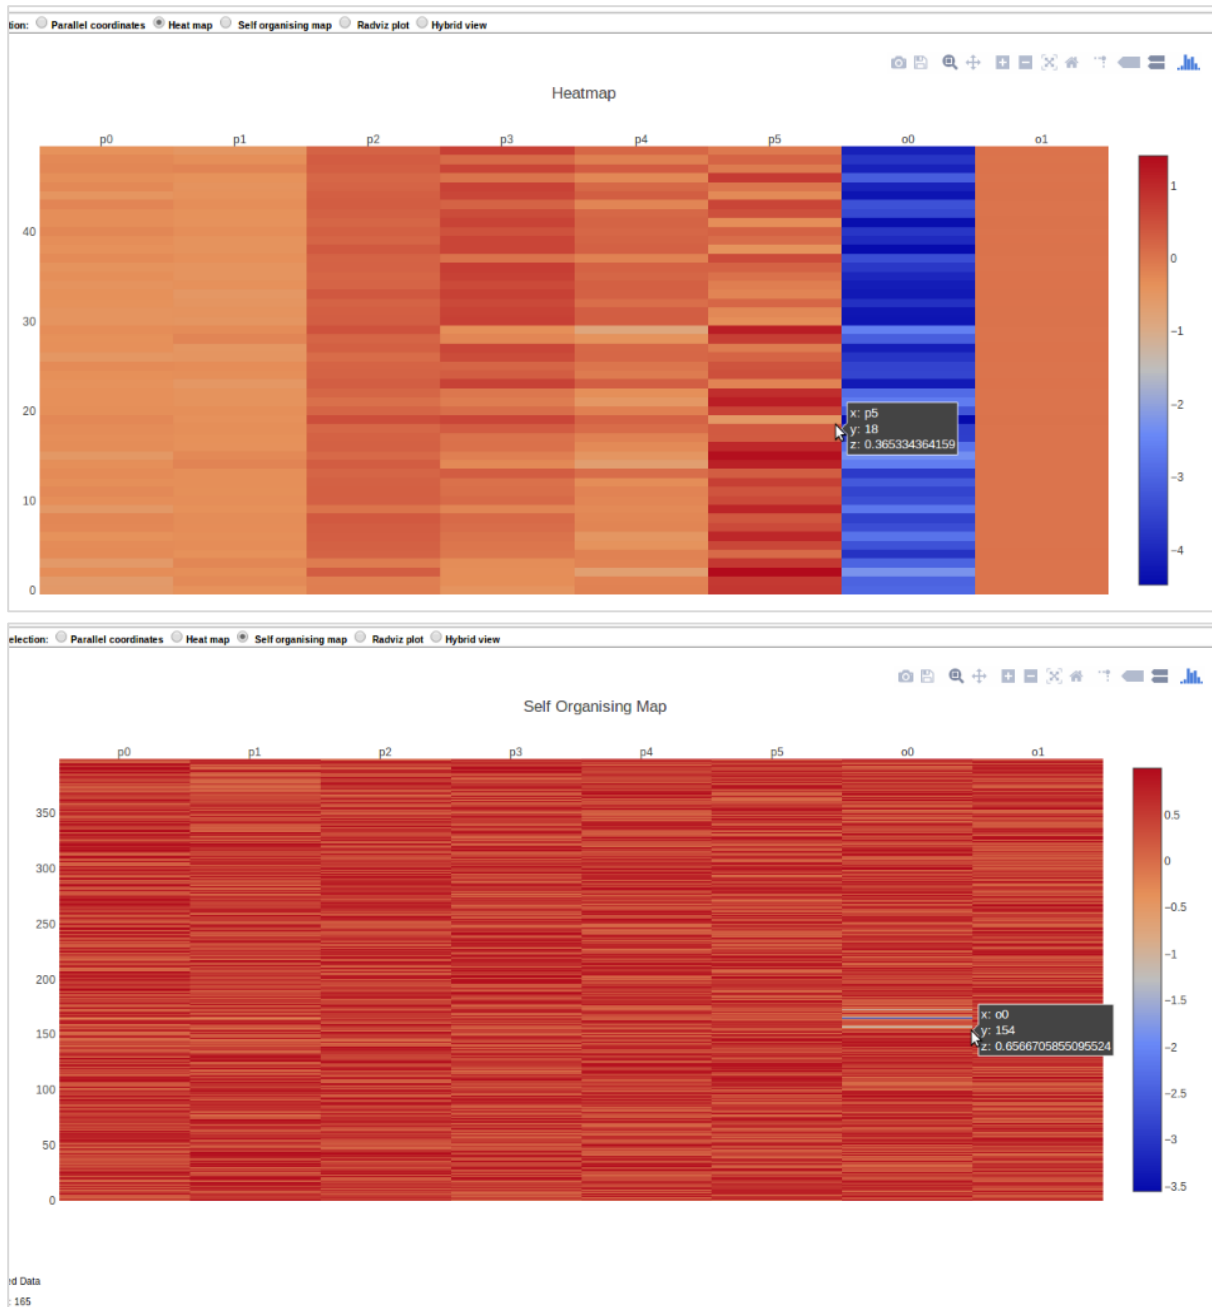 tion: Parallel coordinates Heat map Self organising map Radviz plot Hybrid view
Heatmap
p0 p1 p2 p3 p4 p5 o0 o1
40
30
20
10
0
x: p5
y: 18
z: 0.365334364159
1
0
−1
−2
−3
−4
election: Parallel coordinates Heat map Self organising map Radviz plot Hybrid view
Self Organising Map
p0 p1 p2 p3 p4 p5 o0 o1
350
300
250
200
150
100
50
0
x: o0
y: 154
z: 0.6566705855095524
0.5
0
−0.5
−1
−1.5
−2
−2.5
−3
−3.5
ed Data
: 165